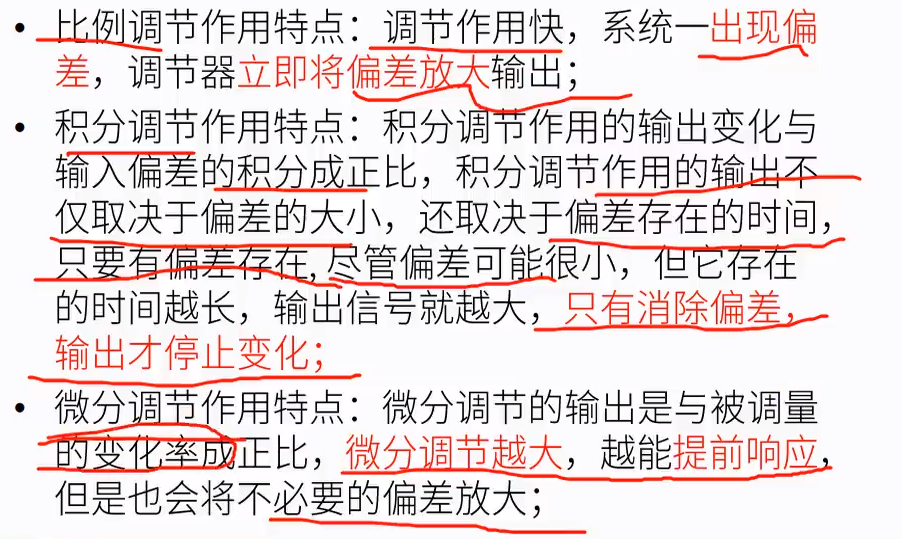 • 比例调节作用特点：调节作用快，系统一出现偏
差，调节器立即将偏差放大输出；
• 积分调节作用特点：积分调节作用的输出变化与
输入偏差的积分成正比，积分调节作用的输出不
仅取决于偏差的大小，还取决于偏差存在的时间，
只要有偏差存在,尽管偏差可能很小，但它存在
的时间越长，输出信号就越大，只有消除偏差，
输出才停止变化；
• 微分调节作用特点：微分调节的输出是与被调量
的变化率成正比，微分调节越大，越能提前响应，
但是也会将不必要的偏差放大；